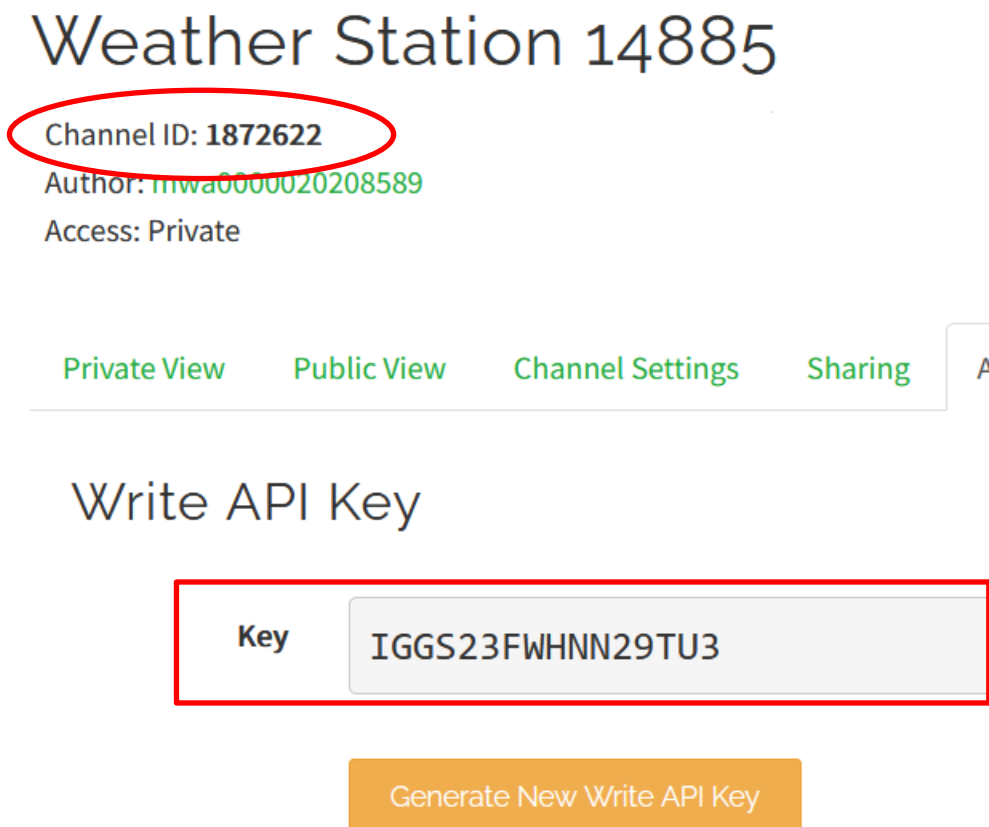 Weather Station 14885
Channel ID: 1872622
Author: mwa0000020208589
Access: Private
Private View Public View Channel Settings Sharing A
Write API Key
Key IGGS23FWHNN29TU3
Generate New Write API Key